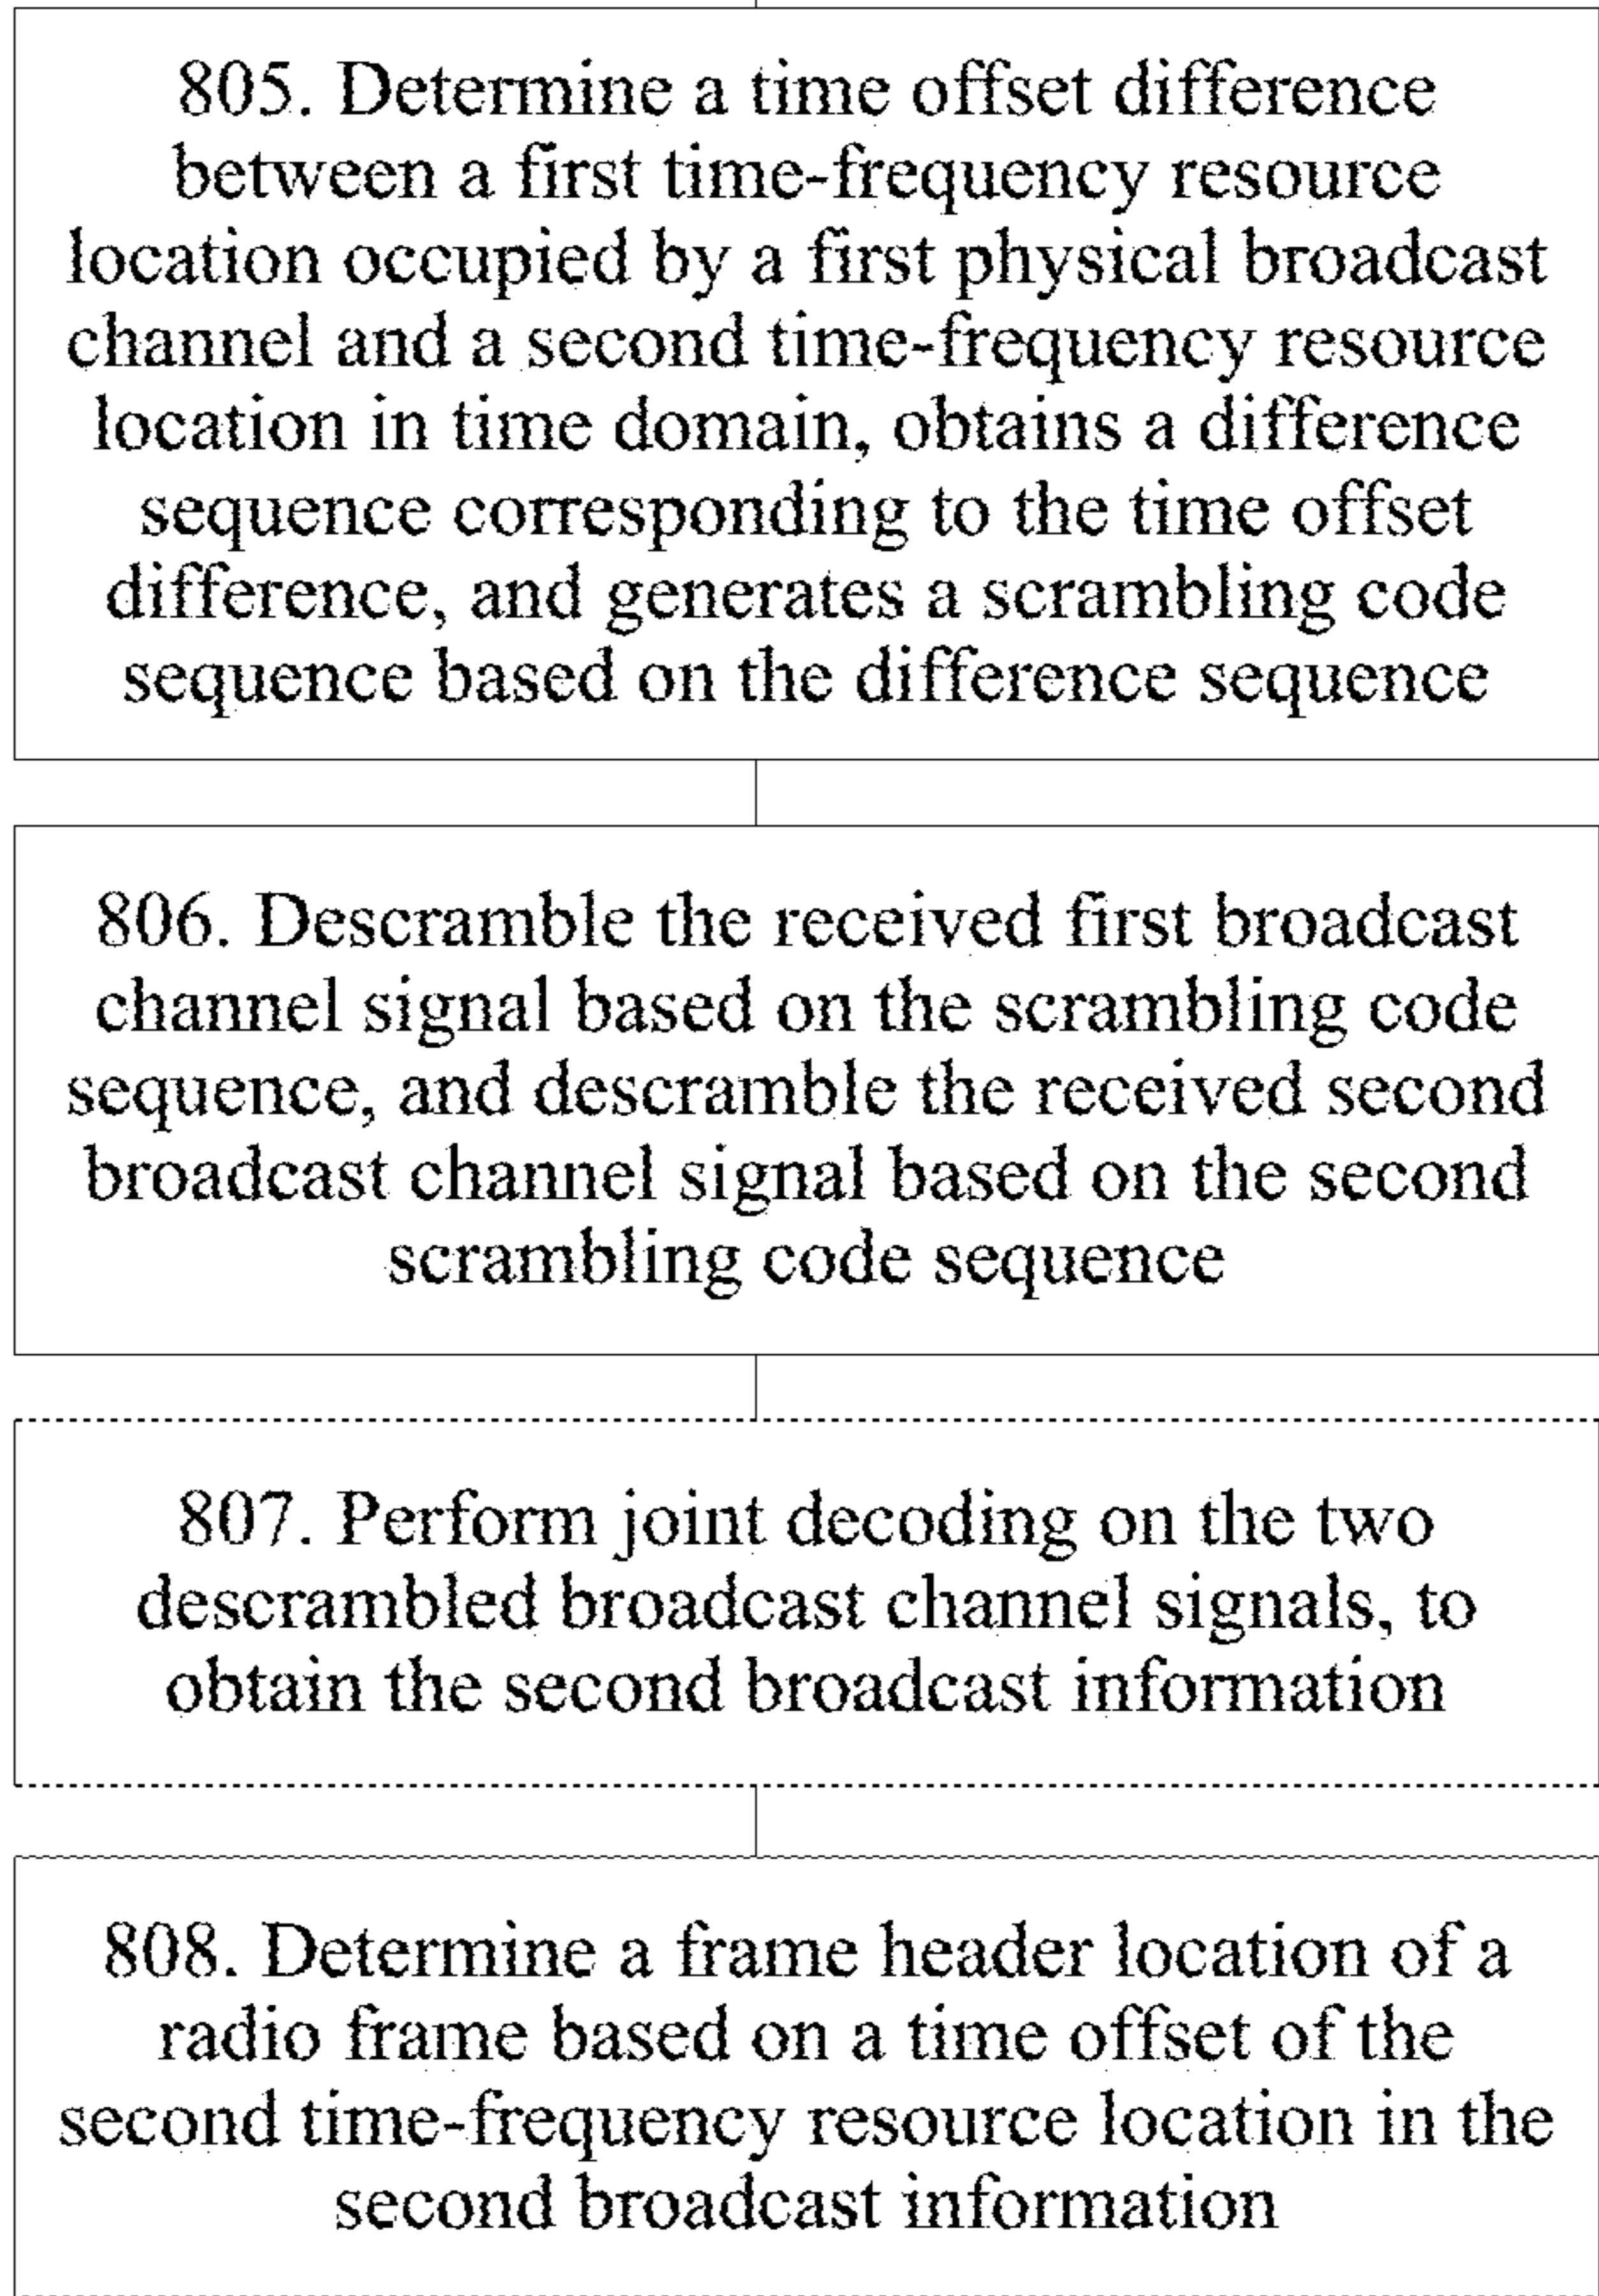 805. Determine a time offset difference
between a first time-frequency resource
location occupied by a first physical broadcast
channel and a second time-frequency resource
location in time domain, obtains a difference
sequence corresponding to the time offset
difference, and generates a scrambling code
sequence based on the difference sequence
806. Descramble the received first broadcast
channel signal based on the scrambling code
sequence, and descramble the received second
broadcast channel signal based on the second
scrambling code sequence
807. Perform joint decoding on the two
descrambled broadcast channel signals, to
obtain the second broadcast information
808. Determine a frame header location of a
radio frame based on a time offset of the
second time-frequency resource location in the
second broadcast information